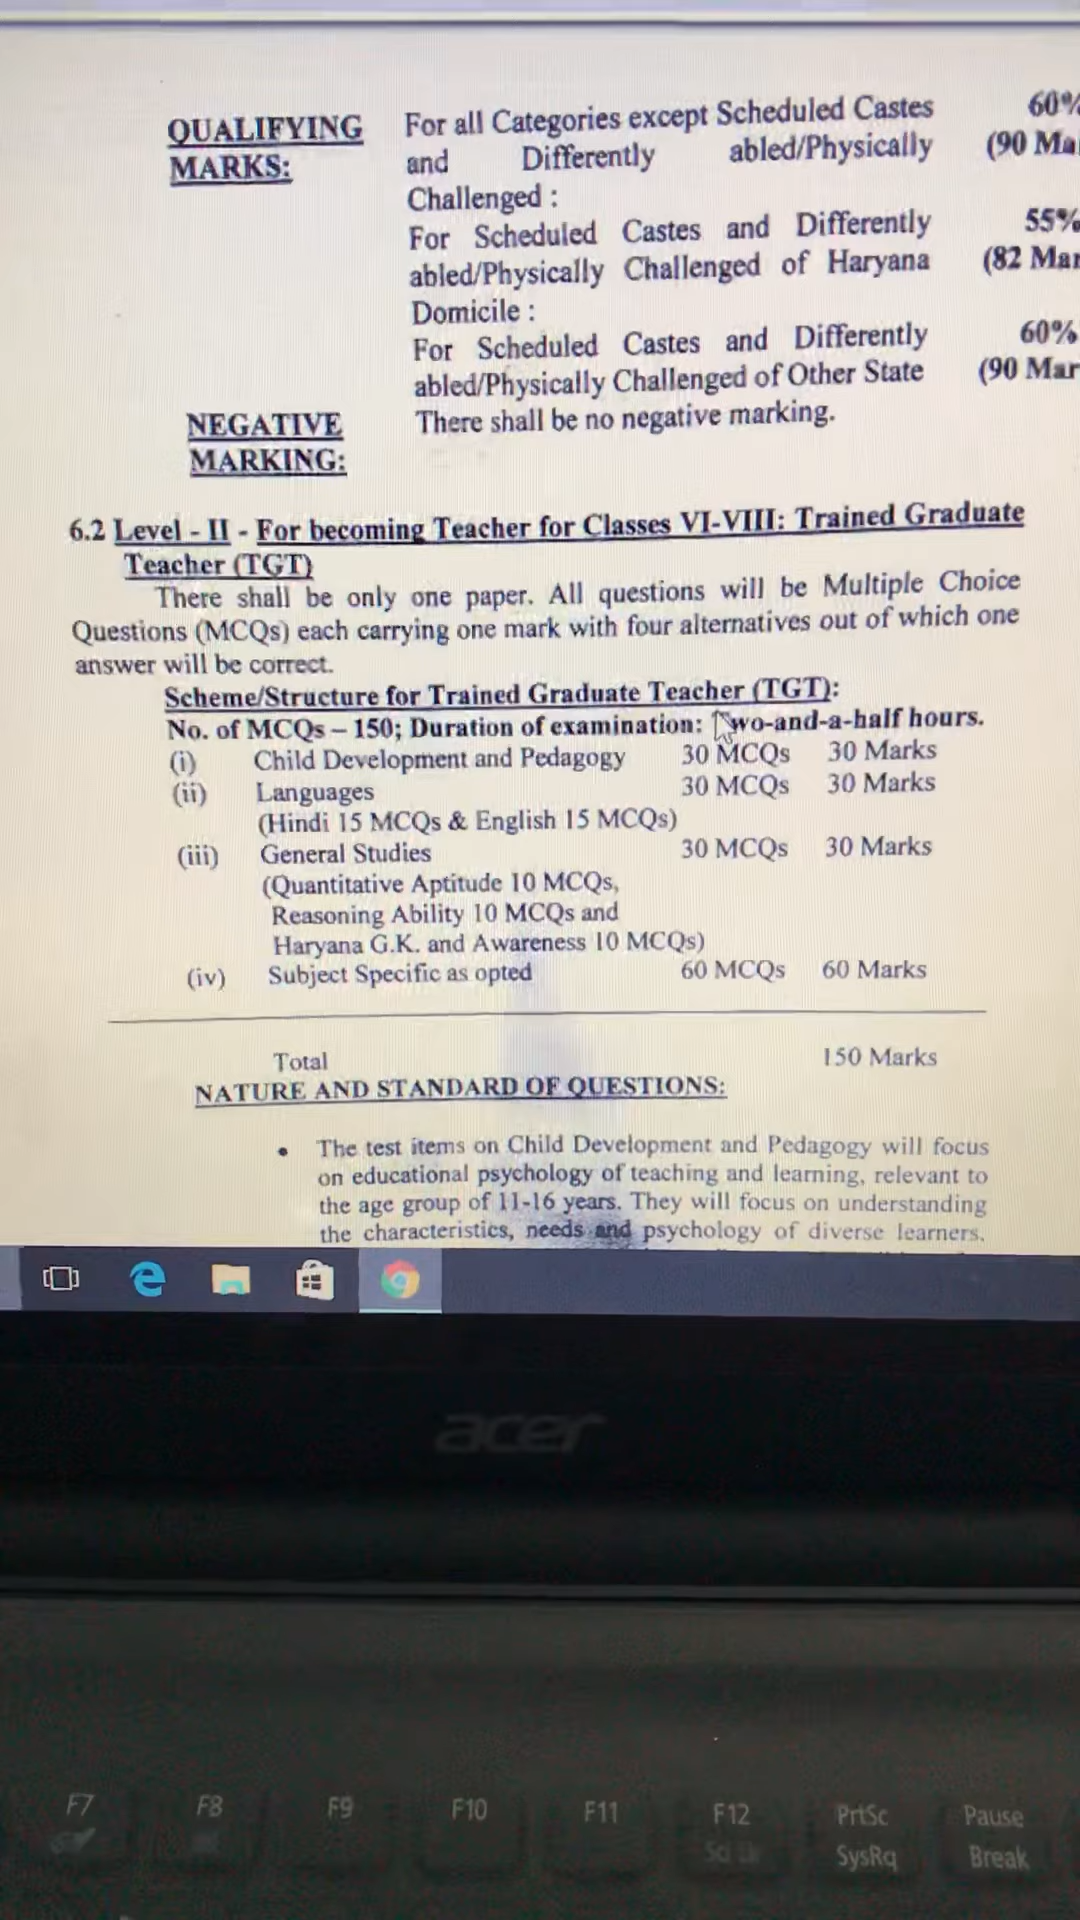 QUALIFYING MARKS:
For all Categories except Scheduled Castes and Differently abled/Physically Challenged :
60%
(90
For Scheduled Castes and Differently abled/Physically Challenged of Haryana Domicile :
55%
(82
For Scheduled Castes and Differently abled/Physically Challenged of Other State
60%
(90
NEGATIVE MARKING:
There shall be no negative marking.
6.2 Level - II - For becoming Teacher for Classes VI-VIII: Trained Graduate
Teacher (TGT)
There shall be only one paper. All questions will be Multiple Choice
Questions (MCQs) each carrying one mark with four alternatives out of which one
answer will be correct.
Scheme/Structure for Trained Graduate Teacher (TGT):
No. of MCQs – 150; Duration of examination: Two-and-a-half hours.
(i) Child Development and Pedagogy 30 MCQs 30 Marks
(ii) Languages 30 MCQs 30 Marks
(Hindi 15 MCQs & English 15 MCQs)
(iii) General Studies 30 MCQs 30 Marks
(Quantitative Aptitude 10 MCQs,
Reasoning Ability 10 MCQs and
Haryana G.K. and Awareness 10 MCQs)
(iv) Subject Specific as opted 60 MCQs 60 Marks
Total 150 Marks
NATURE AND STANDARD OF QUESTIONS:
• The test items on Child Development and Pedagogy will focus
on educational psychology of teaching and learning, relevant to
the age group of 11-16 years. They will focus on understanding
the characteristics, needs and psychology of diverse learners,
acer
F7 F8 F9 F10 F11 F12 PrtSc Pause
SysRq Break